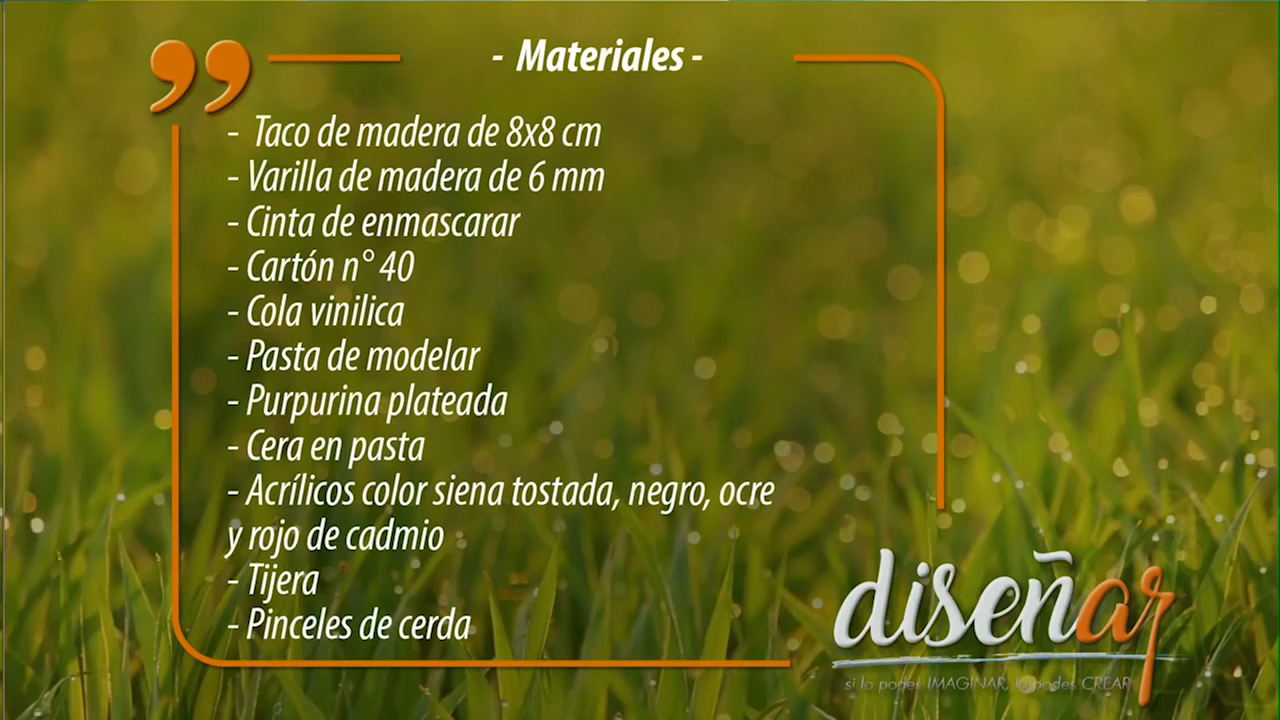 - Materiales -
- Taco de madera de 8x8 cm
- Varilla de madera de 6 mm
- Cinta de enmascarar
- Cartón n° 40
- Cola vinilica
- Pasta de modelar
- Purpurina plateada
- Cera en pasta
- Acrílicos color siena tostada, negro, ocre
y rojo de cadmio
- Tijera
- Pinceles de cerda
diseñar
si lo podes IMAGINAR, lo podes CREAR